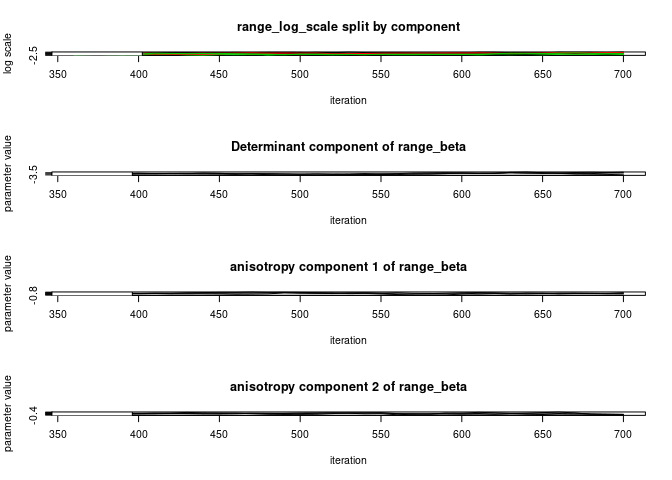 range_log_scale split by component
log scale
-2.5
350 400 450 500 550 600 650 700
iteration
Determinant component of range_beta
parameter value
-3.5
350 400 450 500 550 600 650 700
iteration
anisotropy component 1 of range_beta
parameter value
-0.8
350 400 450 500 550 600 650 700
iteration
anisotropy component 2 of range_beta
parameter value
-0.4
350 400 450 500 550 600 650 700
iteration